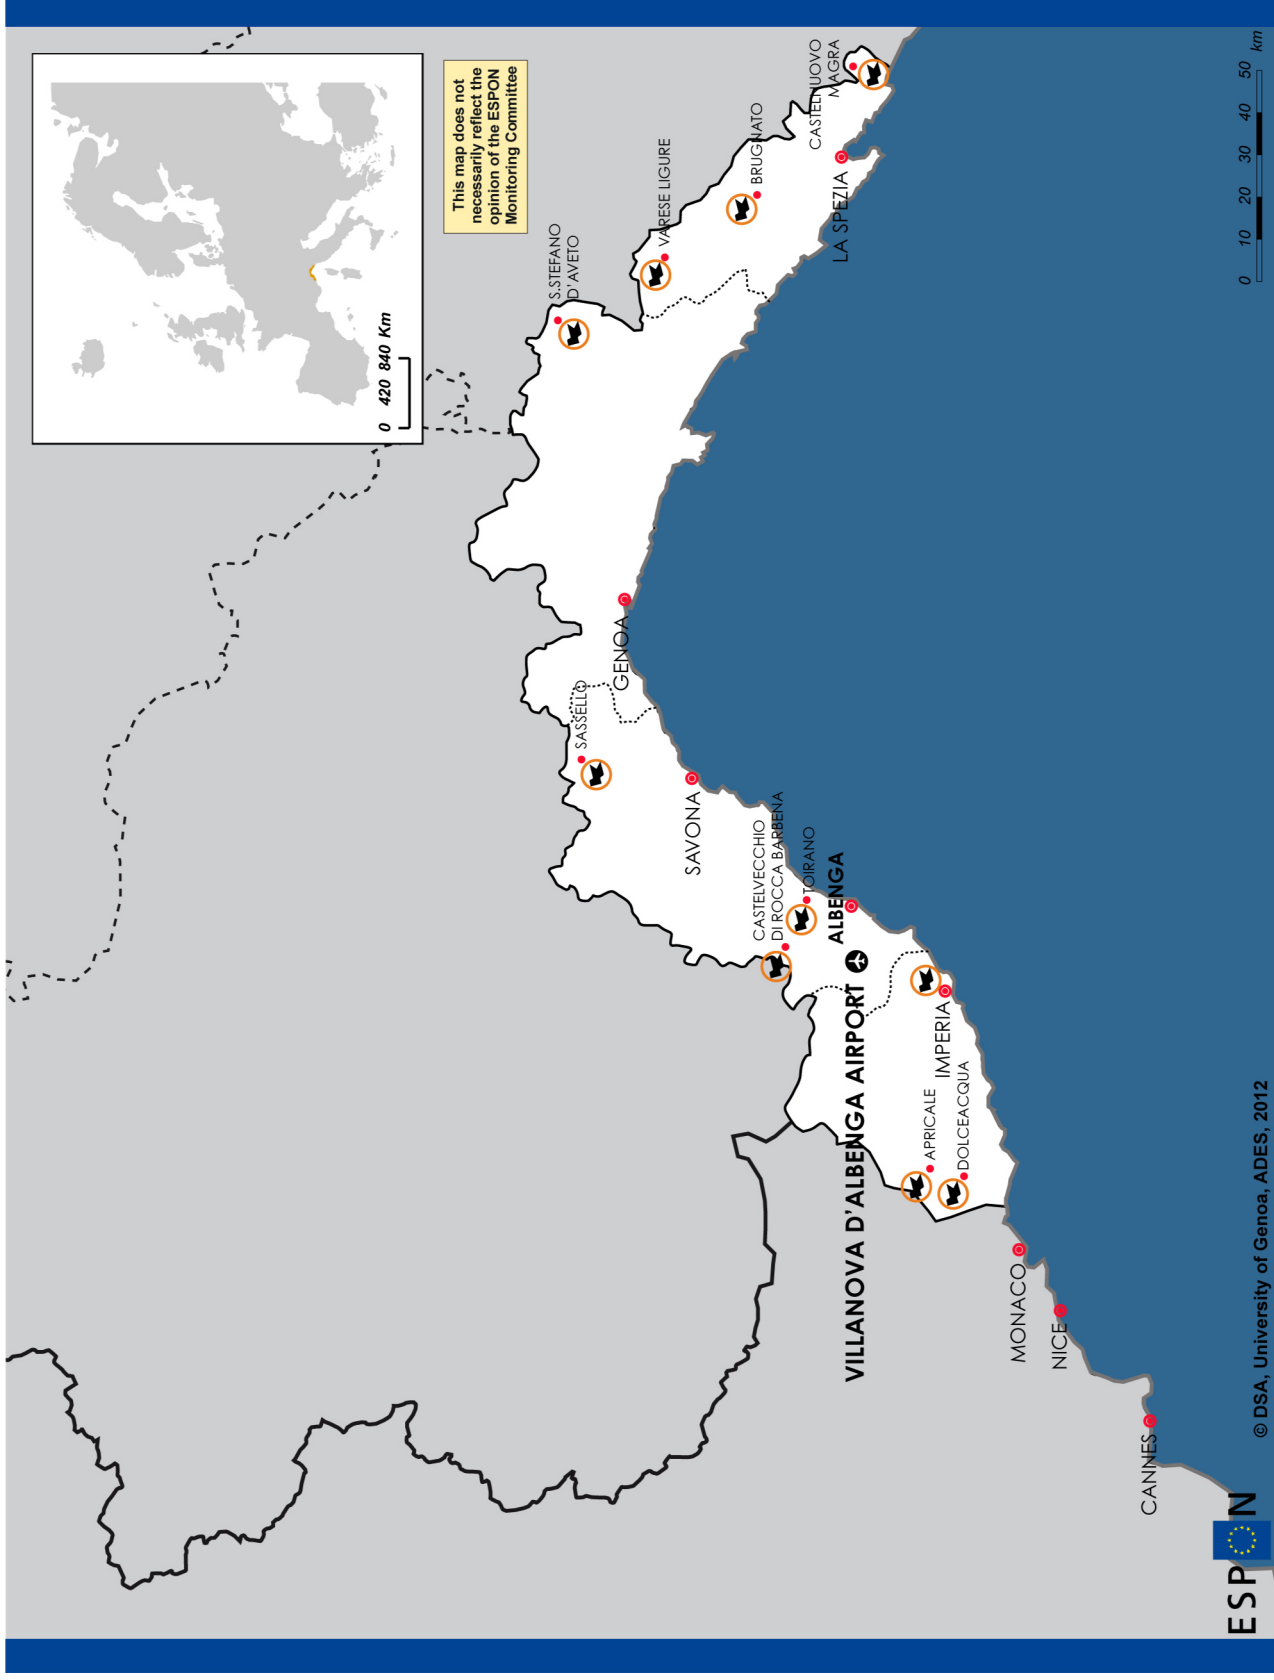 0 420 840 Km
This map does not
necessarily reflect the
opinion of the ESPON
Monitoring Committee
S.STEFANO
D'AVETO
VARESE LIGURE
BRUGNATO
CASTELNUOVO
MAGRA
LA SPEZIA
GENOA
SASSELLO
SAVONA
CASTELVECCHIO
DI ROCCA BARBENA
TOIRANO
ALBENGA
VILLANOVA D'ALBENGA AIRPORT
IMPERIA
APRICALE
DOLCEACQUA
MONACO
NICE
CANNES
ESPON
© DSA, University of Genoa, ADES, 2012
0 10 20 30 40 50
km